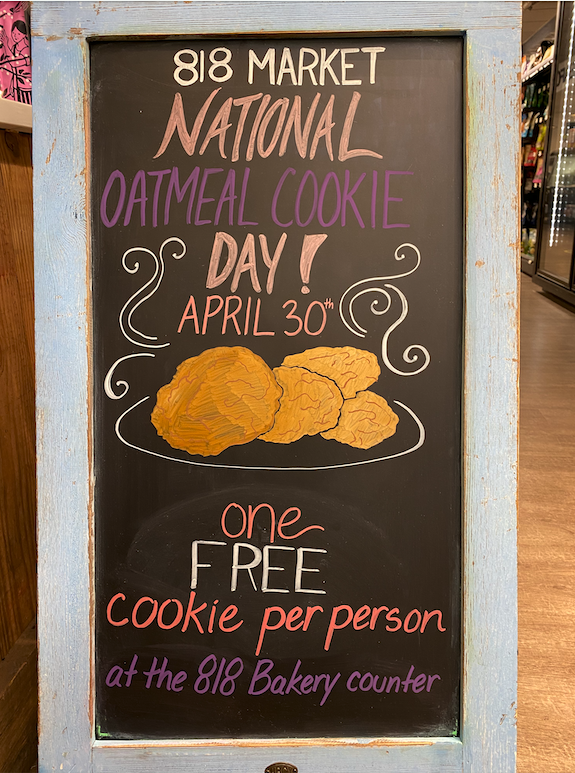 818 MARKET
NATIONAL
OATMEAL COOKIE
DAY!
APRIL 30th
one
FREE
cookie per person
at the 818 Bakery counter